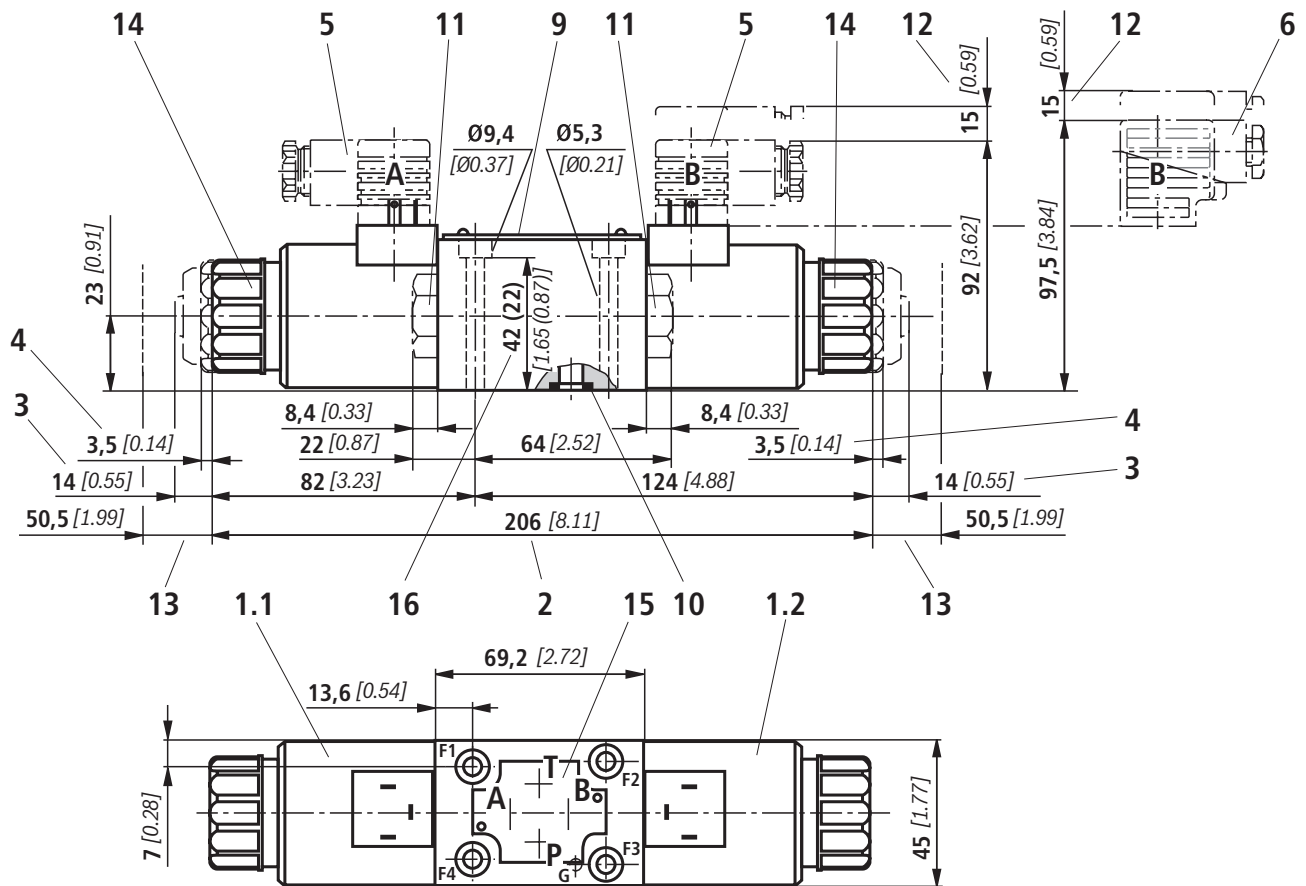 14 5 11 9 11 5 14 12 [0.59] [0.59] 12 6
15
15
Ø9,4
[Ø0.37]
Ø5,3
[Ø0.21]
A
B
B
23 [0.91]
42 (22)
[1.65 (0.87)]
92 [3.62]
97,5 [3.84]
4
8,4 [0.33] 8,4 [0.33] 4
3
3,5 [0.14] 22 [0.87] 64 [2.52] 3,5 [0.14]
3
14 [0.55] 82 [3.23] 124 [4.88] 14 [0.55]
50,5 [1.99] 206 [8.11] 50,5 [1.99]
13 1.1 16 2 15 10 1.2 13
69,2 [2.72]
13,6 [0.54]
F1 T F2
A B
7 [0.28]
45 [1.77]
F4 P G F3